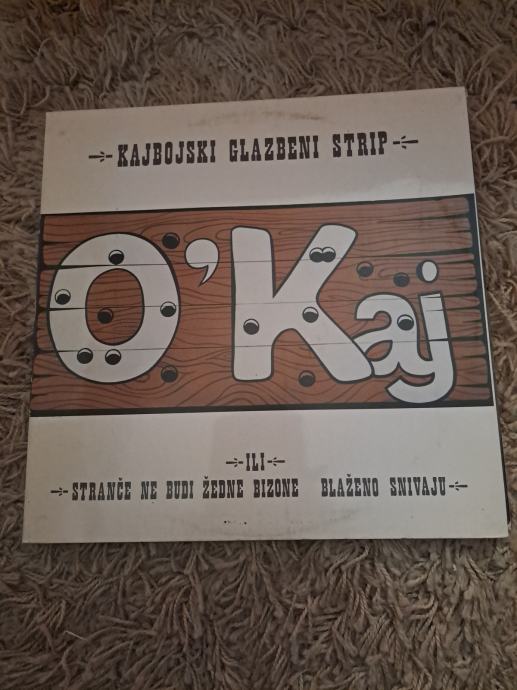 KAJBOJSKI GLAZBENI STRIP
O'Kaj
ILI
STRANČE NE BUDI ŽEDNE BIZONE BLAŽENO SNIVAJU